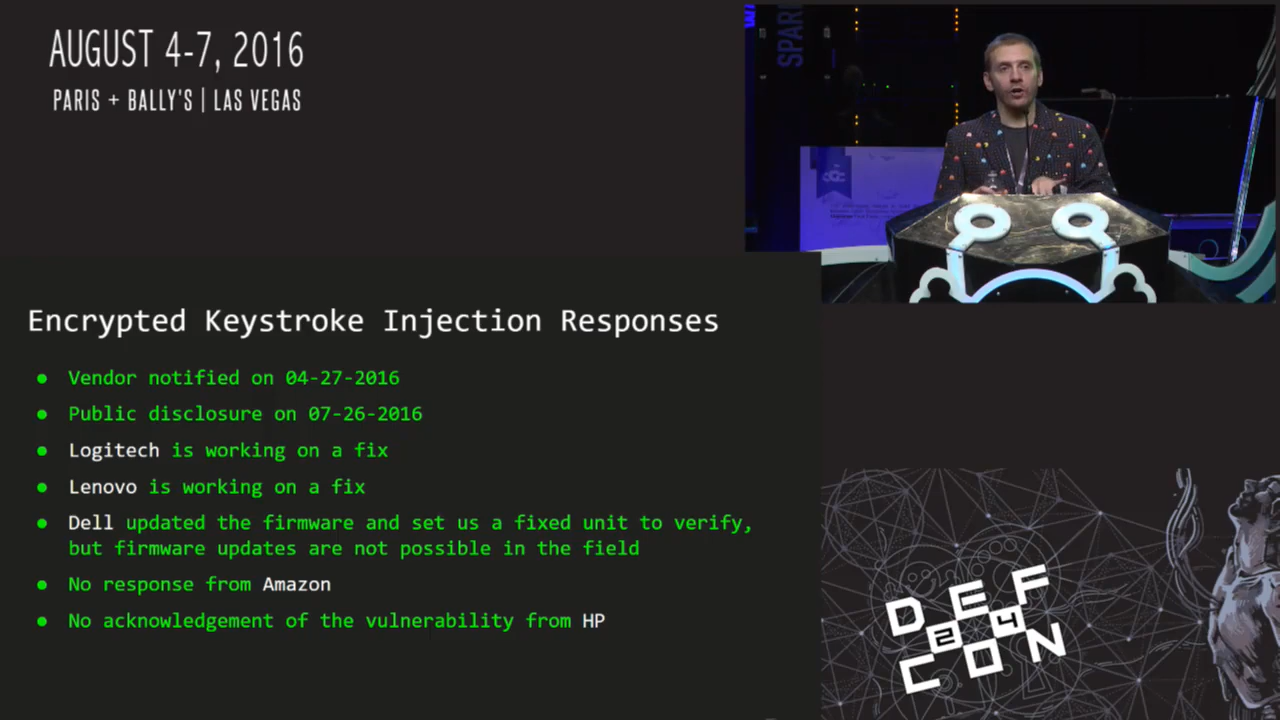 AUGUST 4-7, 2016
PARIS + BALLY'S | LAS VEGAS
SPAR
Encrypted Keystroke Injection Responses
● Vendor notified on 04-27-2016
● Public disclosure on 07-26-2016
● Logitech is working on a fix
● Lenovo is working on a fix
● Dell updated the firmware and set us a fixed unit to verify,
but firmware updates are not possible in the field
● No response from Amazon
● No acknowledgement of the vulnerability from HP
DEF
24
CON